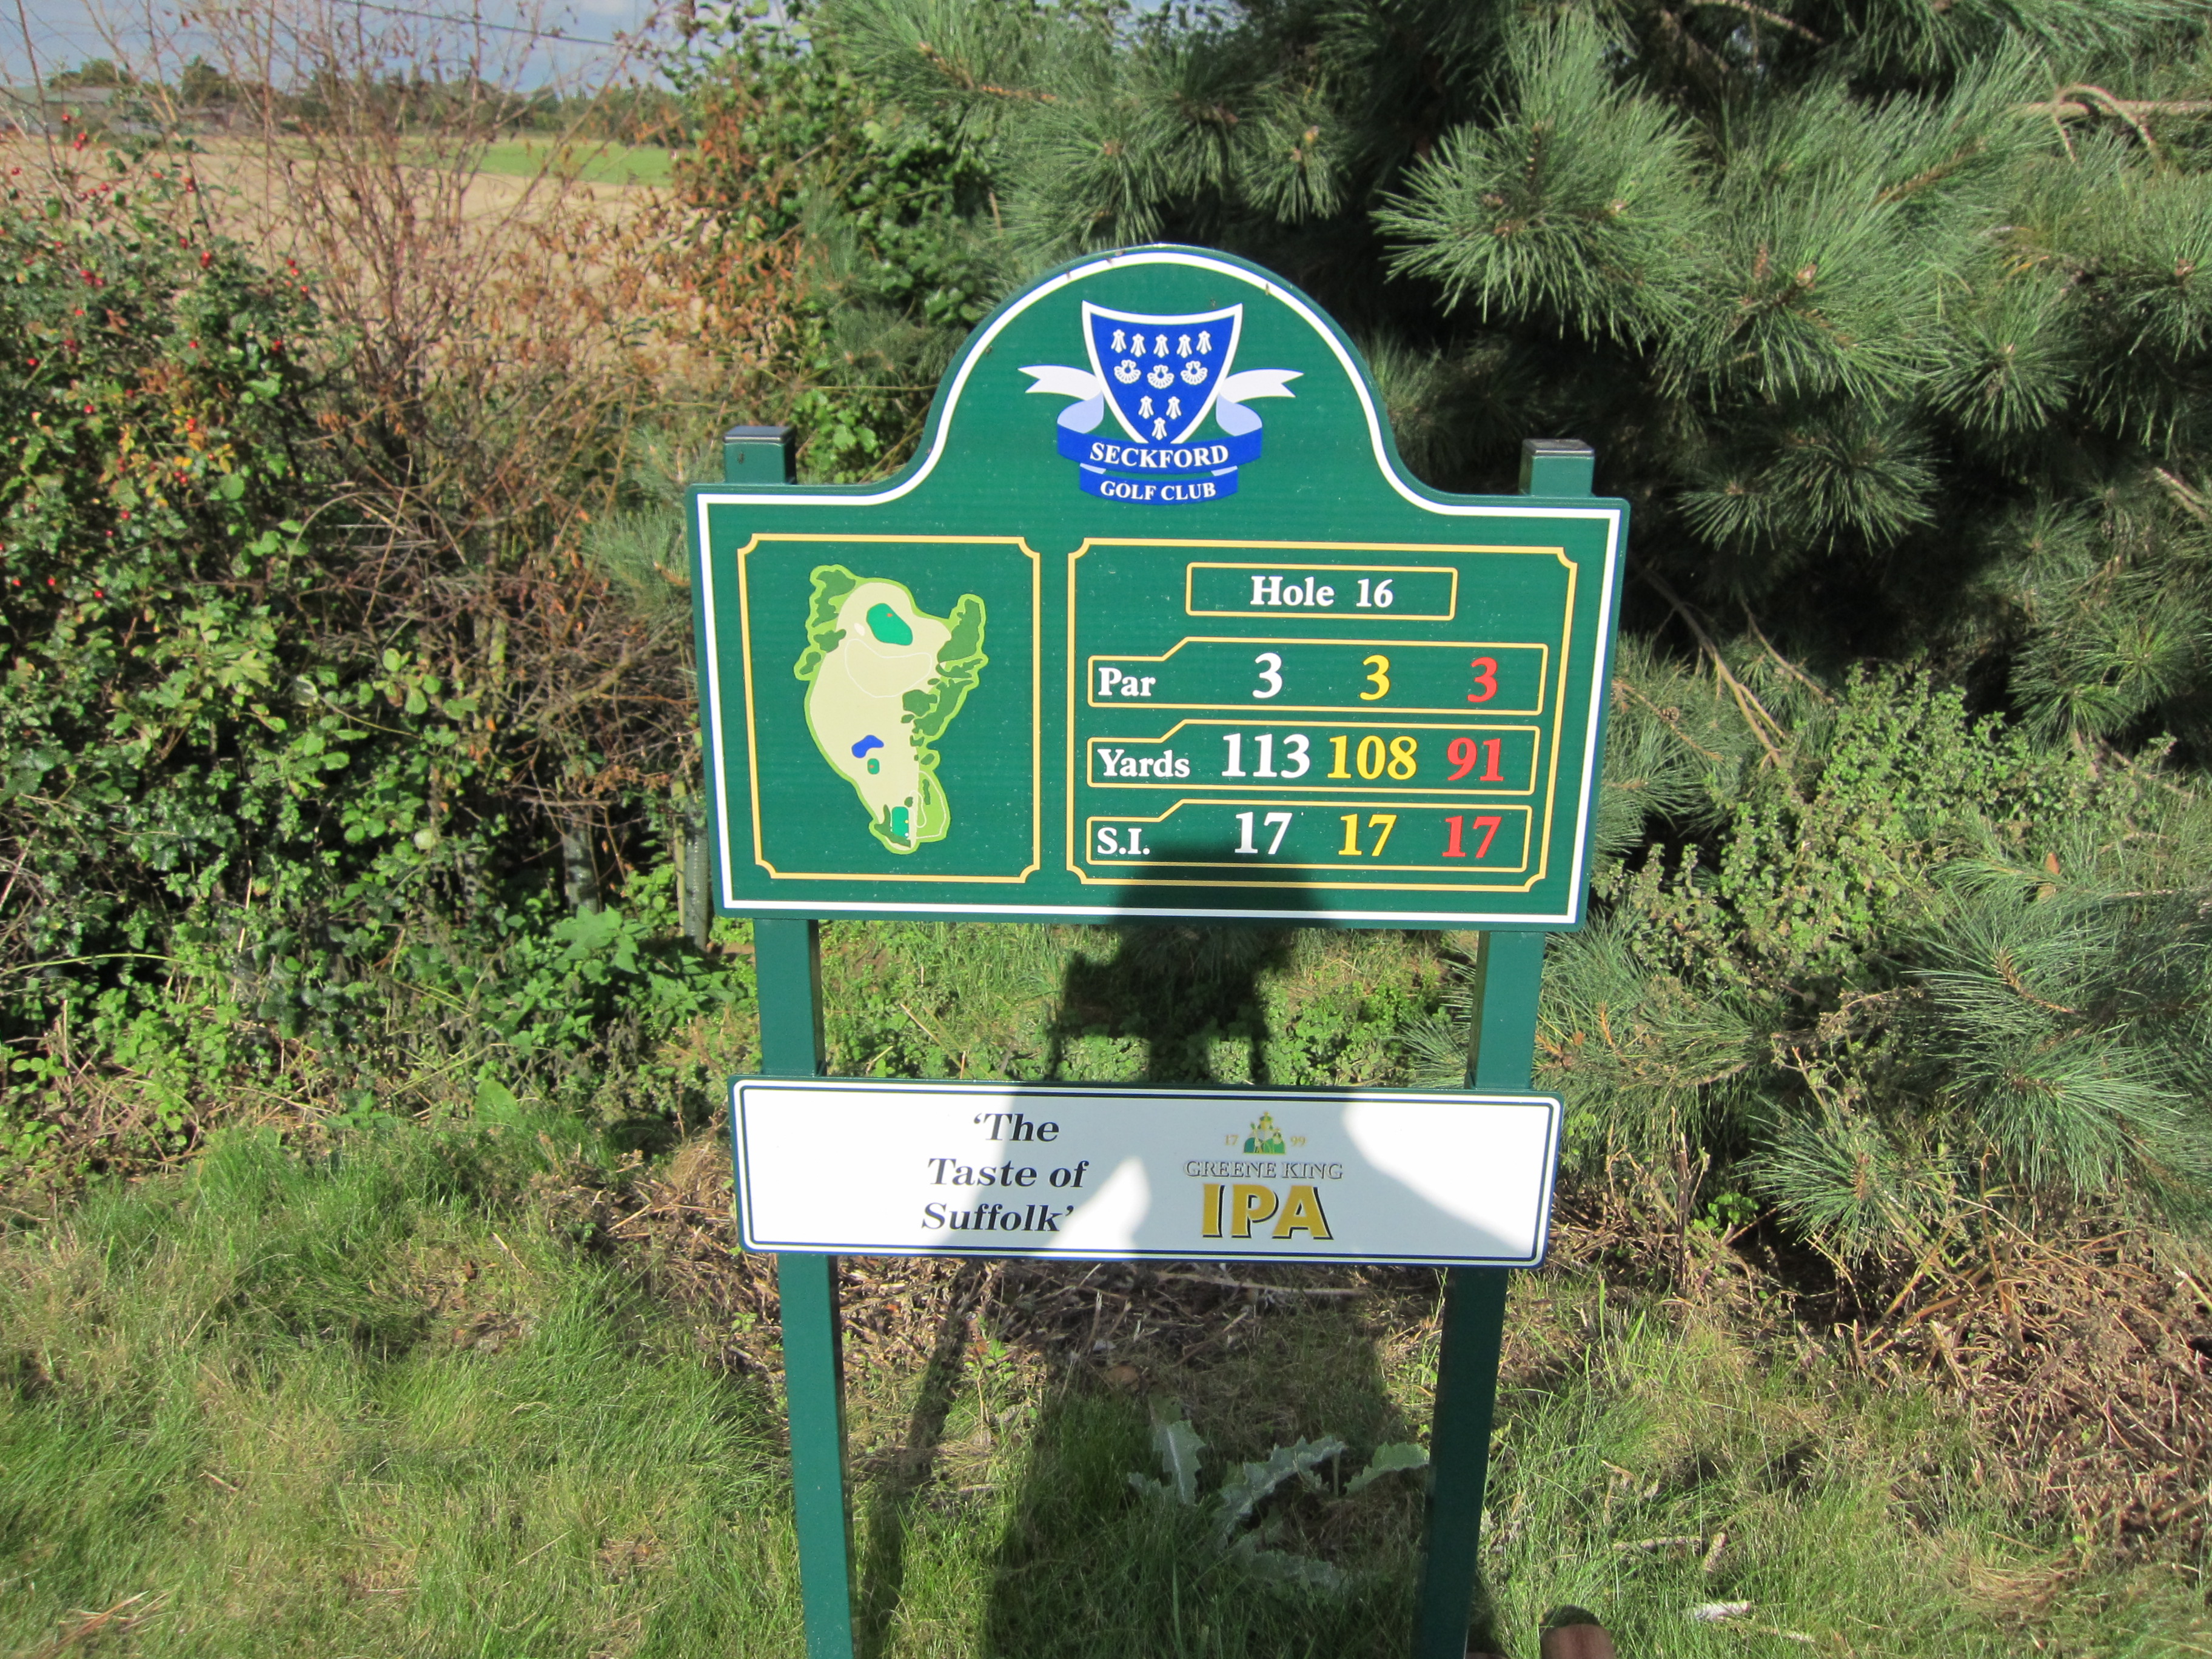 SECKFORD
GOLF CLUB
Hole 16
Par 3 3 3
Yards 113 108 91
S.I. 17 17 17
‘The
Taste of
Suffolk’
17 99
GREENE KING
IPA